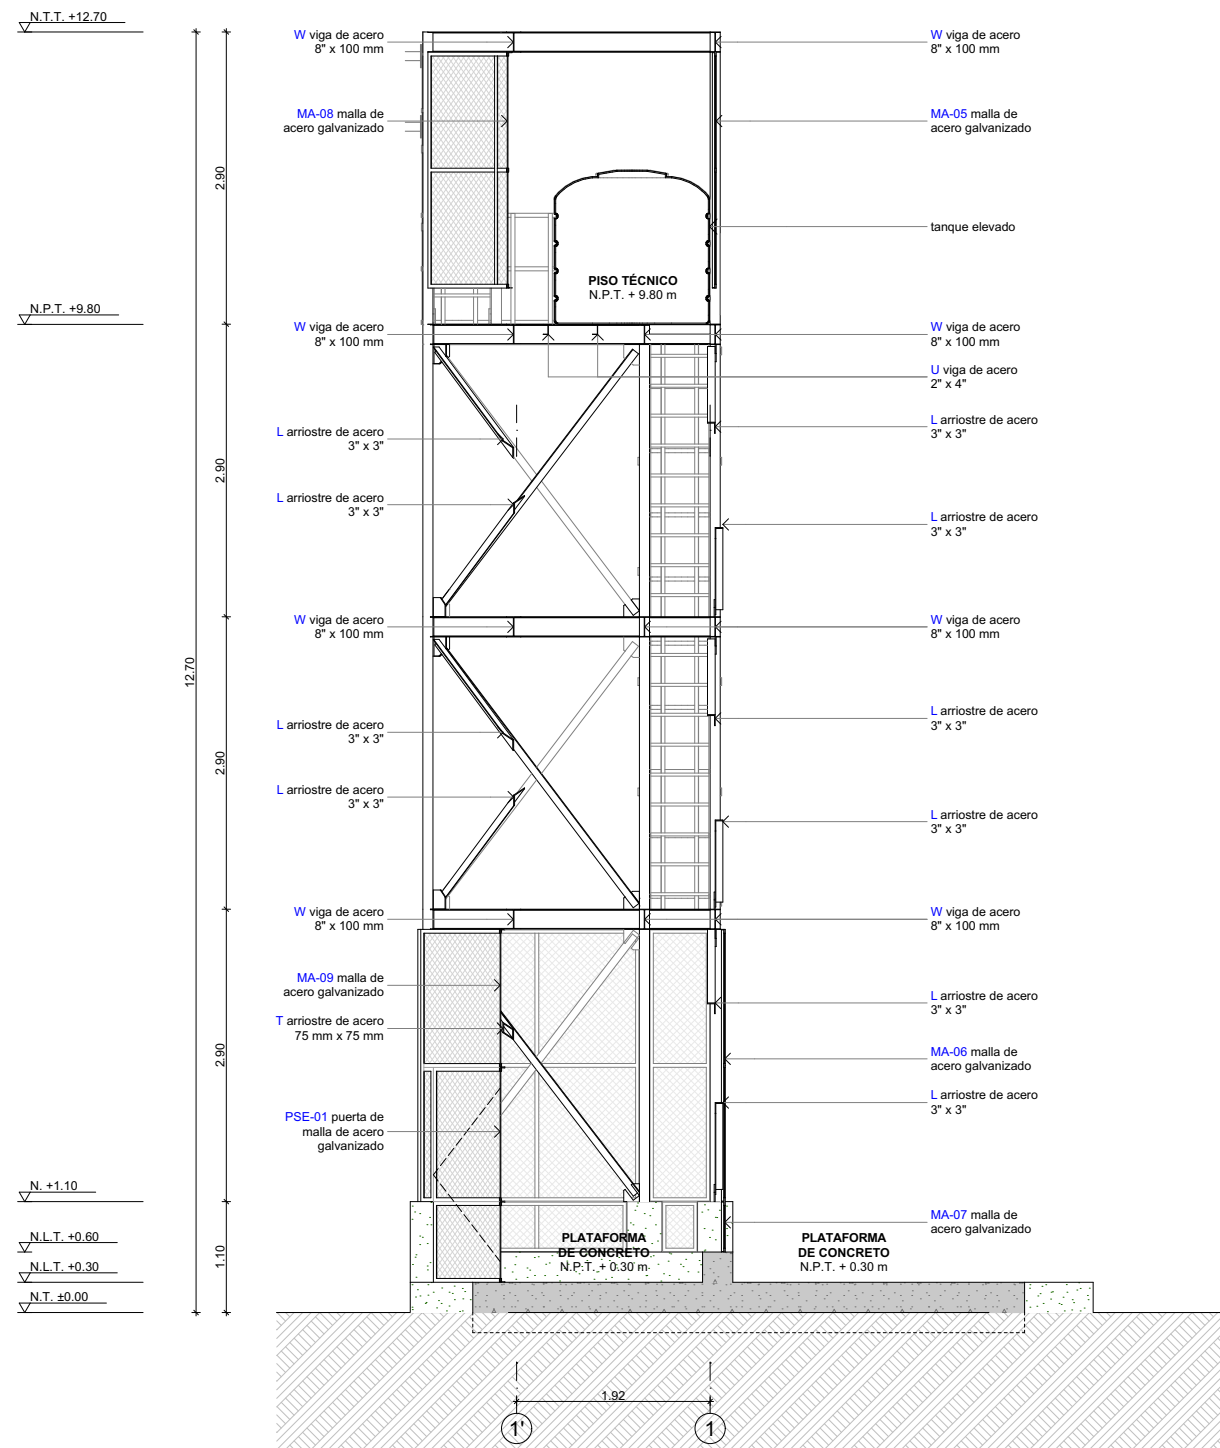 N.T.T. +12.70
W viga de acero
8" x 100 mm
W viga de acero
8" x 100 mm
MA-08 malla de
acero galvanizado
MA-05 malla de
acero galvanizado
2.90
tanque elevado
PISO TÉCNICO
N.P.T. + 9.80 m
N.P.T. +9.80
W viga de acero
8" x 100 mm
W viga de acero
8" x 100 mm
U viga de acero
2" x 4"
L arriostre de acero
3" x 3"
L arriostre de acero
3" x 3"
2.90
L arriostre de acero
3" x 3"
L arriostre de acero
3" x 3"
W viga de acero
8" x 100 mm
W viga de acero
8" x 100 mm
12.70
L arriostre de acero
3" x 3"
L arriostre de acero
3" x 3"
2.90
L arriostre de acero
3" x 3"
L arriostre de acero
3" x 3"
W viga de acero
8" x 100 mm
W viga de acero
8" x 100 mm
MA-09 malla de
acero galvanizado
L arriostre de acero
3" x 3"
T arriostre de acero
75 mm x 75 mm
2.90
MA-06 malla de
acero galvanizado
L arriostre de acero
3" x 3"
PSE-01 puerta de
malla de acero
galvanizado
N. +1.10
MA-07 malla de
acero galvanizado
N.L.T. +0.60
PLATAFORMA
DE CONCRETO
N.P.T. + 0.30 m
PLATAFORMA
DE CONCRETO
N.P.T. + 0.30 m
1.10
N.L.T. +0.30
N.T. ±0.00
1.92
1'
1